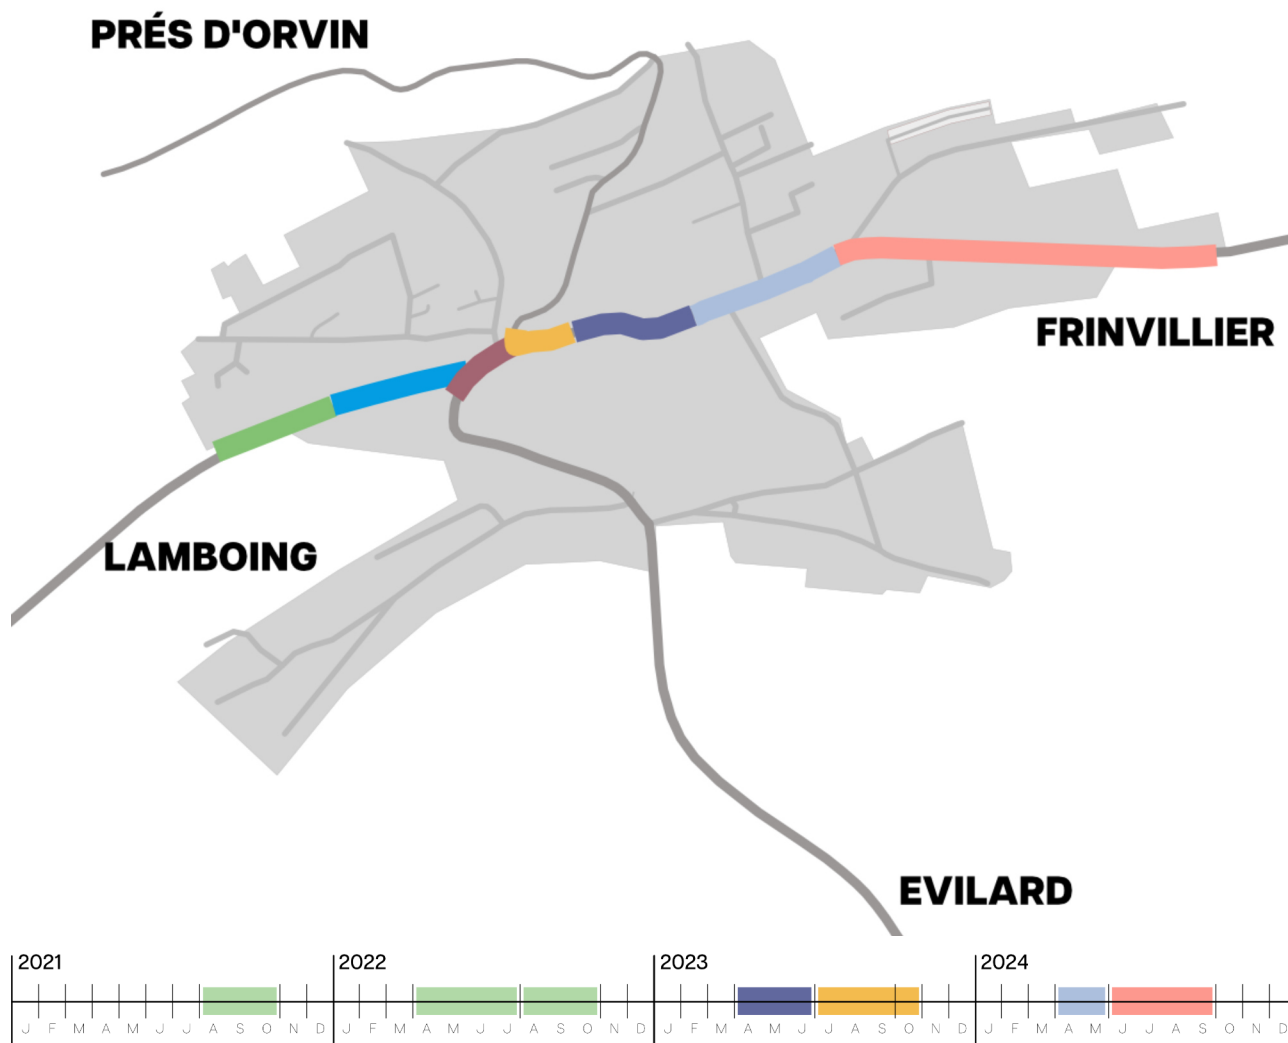 PRÉS D'ORVIN
FRINVILLIER
LAMBOING
EVILARD
2021 2022 2023 2024
J F M A M J J A S O N D J F M A M J J A S O N D J F M A M J J A S O N D J F M A M J J A S O N D